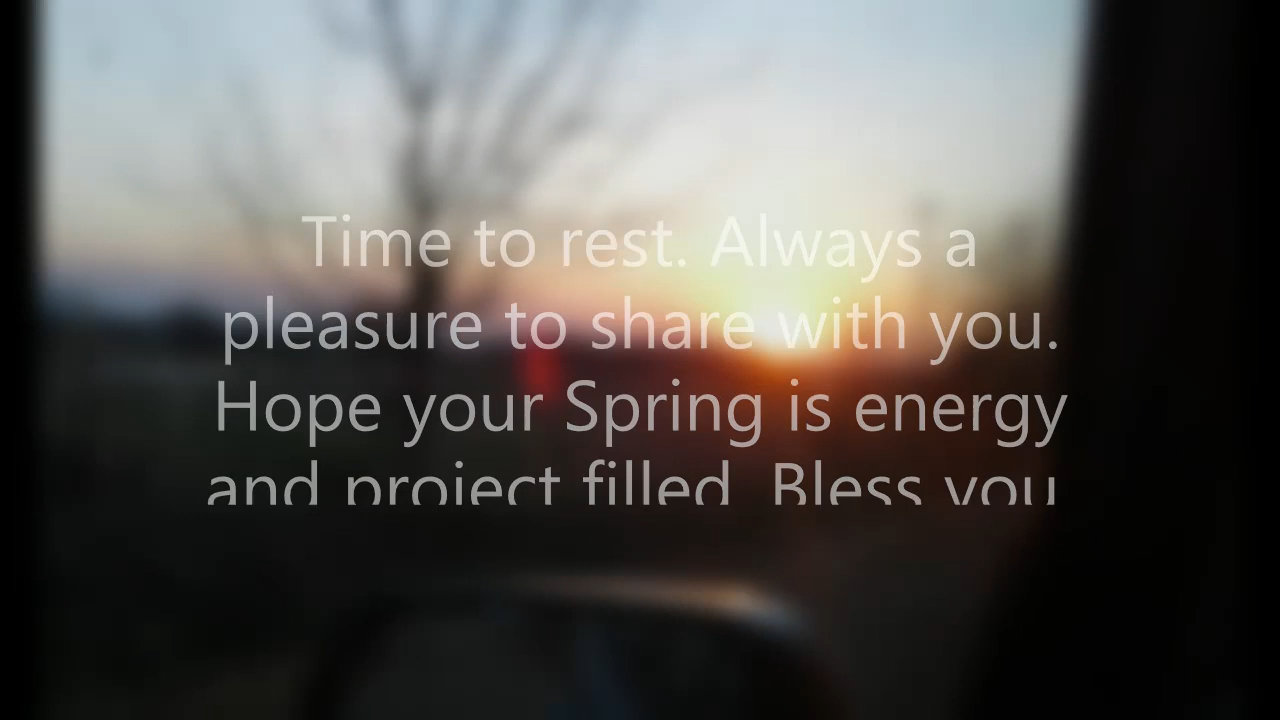 Time to rest. Always a
pleasure to share with you.
Hope your Spring is energy
and project filled. Bless you